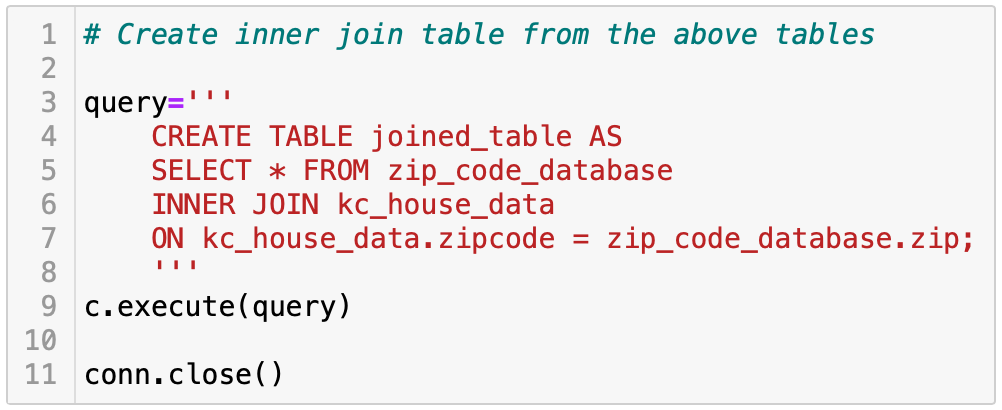 1 # Create inner join table from the above tables
2
3 query='''
4     CREATE TABLE joined_table AS
5     SELECT * FROM zip_code_database
6     INNER JOIN kc_house_data
7     ON kc_house_data.zipcode = zip_code_database.zip;
8     '''
9 c.execute(query)
10
11 conn.close()